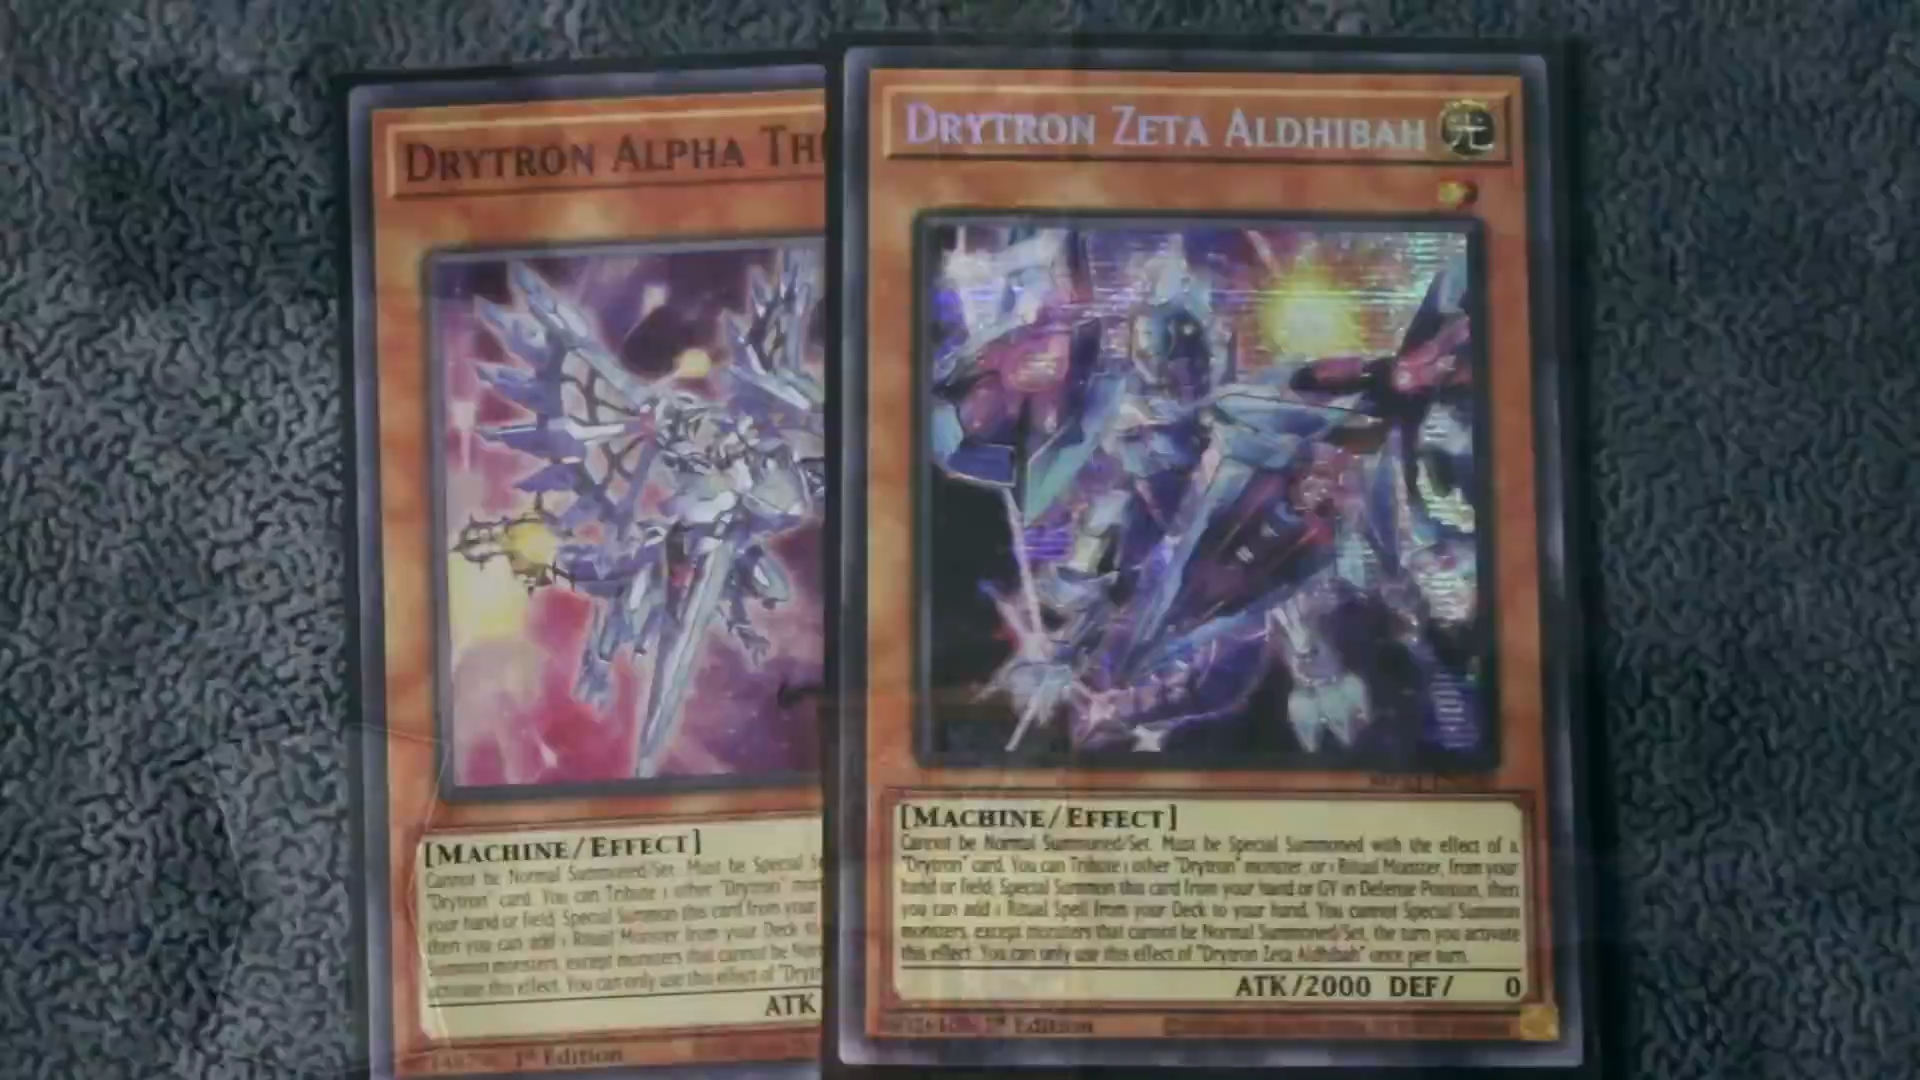 DRYTRON ALPHA TH
[MACHINE/EFFECT]
Cannot be Normal Summoned/Set. Must be Special
"Drytron" card. You can Tribute 1 other "Drytron"
your hand or field; Special Summon this card from your
then you can add 1 Ritual Monster from your Deck
Summon monsters, except monsters that cannot be
activate this effect. You can only use this effect of
ATK
1st Edition
DRYTRON ZETA ALDHIBAH
光
[MACHINE/EFFECT]
Cannot be Normal Summoned/Set. Must be Special Summoned with the effect of a
"Drytron" card. You can Tribute 1 other "Drytron" monster, or 1 Ritual Monster, from your
hand or field; Special Summon this card from your hand or GY in Defense Position, then
you can add 1 Ritual Spell from your Deck to your hand. You cannot Special Summon
monsters, except monsters that cannot be Normal Summoned/Set, the turn you activate
this effect. You can only use this effect of "Drytron Zeta Aldhibah" once per turn.
ATK/2000 DEF/ 0
1st Edition